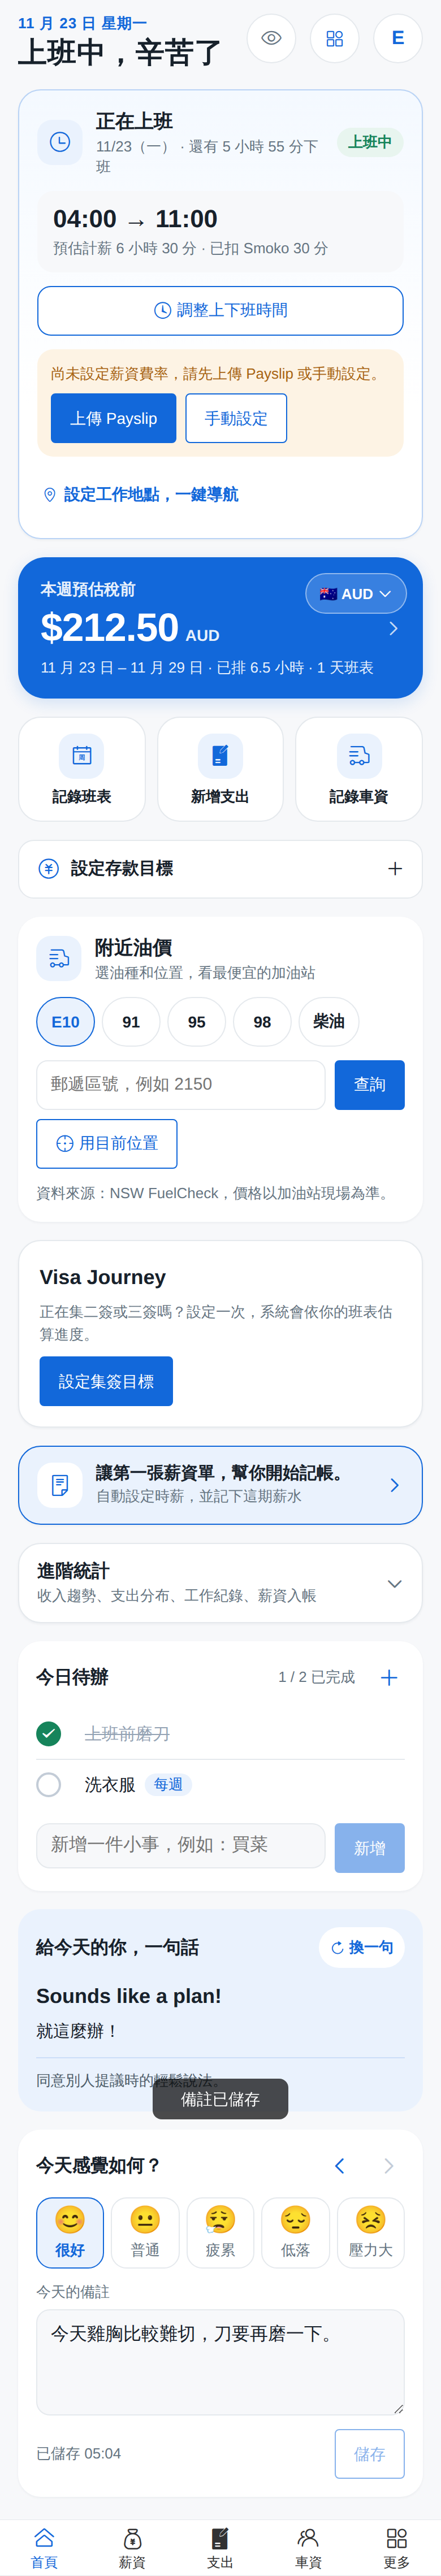 11 月 23 日 星期一
上班中，辛苦了
E
正在上班
11/23（一） · 還有 5 小時 55 分下
班
上班中
04:00 → 11:00
預估計薪 6 小時 30 分 · 已扣 Smoko 30 分
調整上下班時間
尚未設定薪資費率，請先上傳 Payslip 或手動設定。
上傳 Payslip
手動設定
設定工作地點，一鍵導航
本週預估稅前
🇦🇺 AUD
$212.50 AUD
11 月 23 日 – 11 月 29 日 · 已排 6.5 小時 · 1 天班表
記錄班表
新增支出
記錄車資
設定存款目標
附近油價
選油種和位置，看最便宜的加油站
E10
91
95
98
柴油
郵遞區號，例如 2150
查詢
用目前位置
資料來源：NSW FuelCheck，價格以加油站現場為準。
Visa Journey
正在集二簽或三簽嗎？設定一次，系統會依你的班表估
算進度。
設定集簽目標
讓第一張薪資單，幫你開始記帳。
自動設定時薪，並記下這期薪水
進階統計
收入趨勢、支出分布、工作紀錄、薪資入帳
今日待辦
1 / 2 已完成
上班前磨刀
洗衣服
每週
新增一件小事，例如：買菜
新增
給今天的你，一句話
換一句
Sounds like a plan!
就這麼辦！
同意別人提議時的輕鬆說法。
備註已儲存
今天感覺如何？
很好
普通
疲累
低落
壓力大
今天的備註
今天雞胸比較難切，刀要再磨一下。
已儲存 05:04
儲存
首頁
薪資
支出
車資
更多